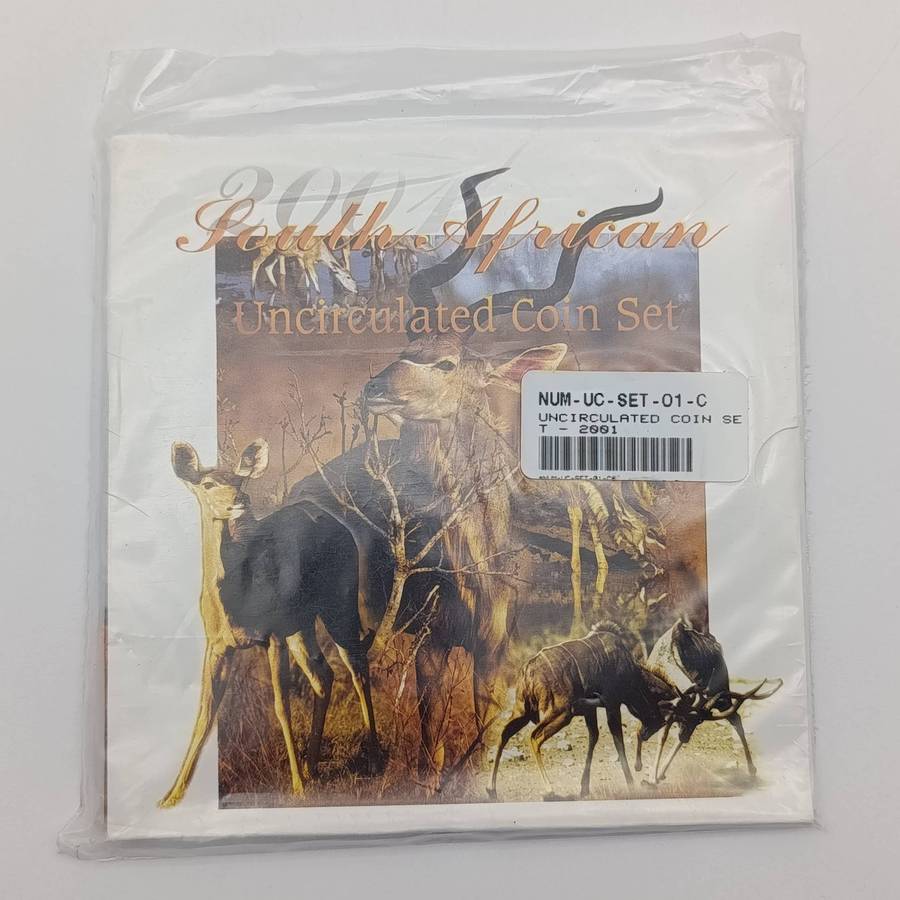 2001
South African
Uncirculated Coin Set
NUM-UC-SET-01-C
UNCIRCULATED COIN SE
T - 2001